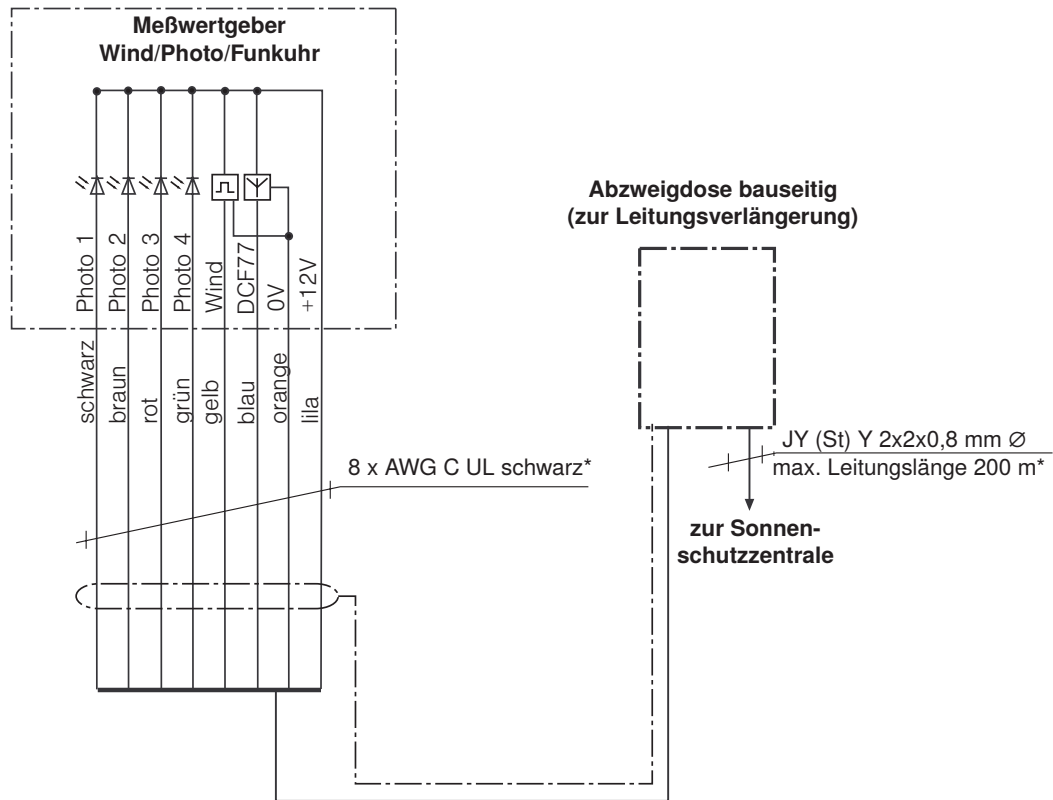 Meßwertgeber
Wind/Photo/Funkuhr
Photo 1
Photo 2
Photo 3
Photo 4
Wind
DCF77
0V
+12V
schwarz
braun
rot
grün
gelb
blau
orange
lila
8 x AWG C UL schwarz*
Abzweigdose bauseitig
(zur Leitungsverlängerung)
JY (St) Y 2x2x0,8 mm Ø
max. Leitungslänge 200 m*
zur Sonnen-
schutzzentrale